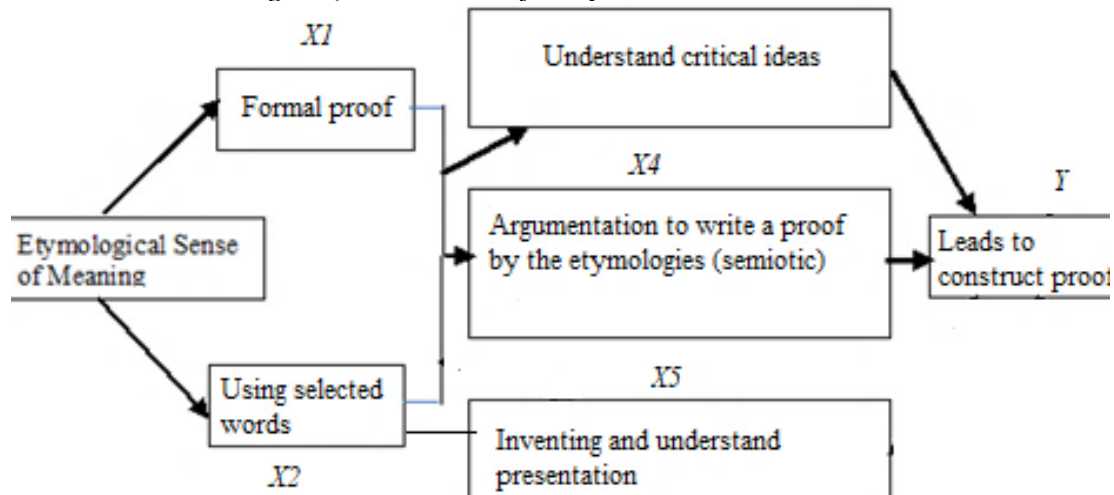 X1
Understand critical ideas
Formal proof
X4
Y
Etymological Sense
of Meaning
Argumentation to write a proof
by the etymologies (semiotic)
Leads to
construct proof
Using selected
words
X5
X2
Inventing and understand
presentation